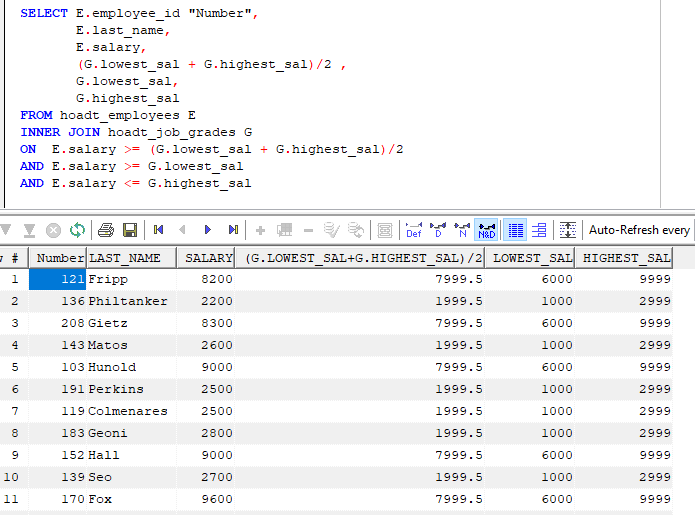 SELECT E.employee_id "Number",
E.last_name,
E.salary,
(G.lowest_sal + G.highest_sal)/2 ,
G.lowest_sal,
G.highest_sal
FROM hoadt_employees E
INNER JOIN hoadt_job_grades G
ON  E.salary >= (G.lowest_sal + G.highest_sal)/2
AND E.salary >= G.lowest_sal
AND E.salary <= G.highest_sal
Def D N N&D Auto-Refresh every
# Number LAST_NAME SALARY (G.LOWEST_SAL+G.HIGHEST_SAL)/2 LOWEST_SAL HIGHEST_SAL
1 121 Fripp 8200 7999.5 6000 9999
2 136 Philtanker 2200 1999.5 1000 2999
3 208 Gietz 8300 7999.5 6000 9999
4 143 Matos 2600 1999.5 1000 2999
5 103 Hunold 9000 7999.5 6000 9999
6 191 Perkins 2500 1999.5 1000 2999
7 119 Colmenares 2500 1999.5 1000 2999
8 183 Geoni 2800 1999.5 1000 2999
9 152 Hall 9000 7999.5 6000 9999
10 139 Seo 2700 1999.5 1000 2999
11 170 Fox 9600 7999.5 6000 9999